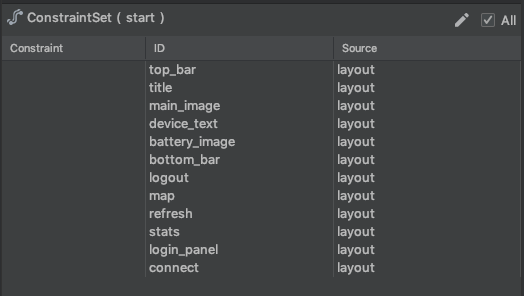 ConstraintSet ( start )
All
Constraint ID Source
top_bar layout
title layout
main_image layout
device_text layout
battery_image layout
bottom_bar layout
logout layout
map layout
refresh layout
stats layout
login_panel layout
connect layout